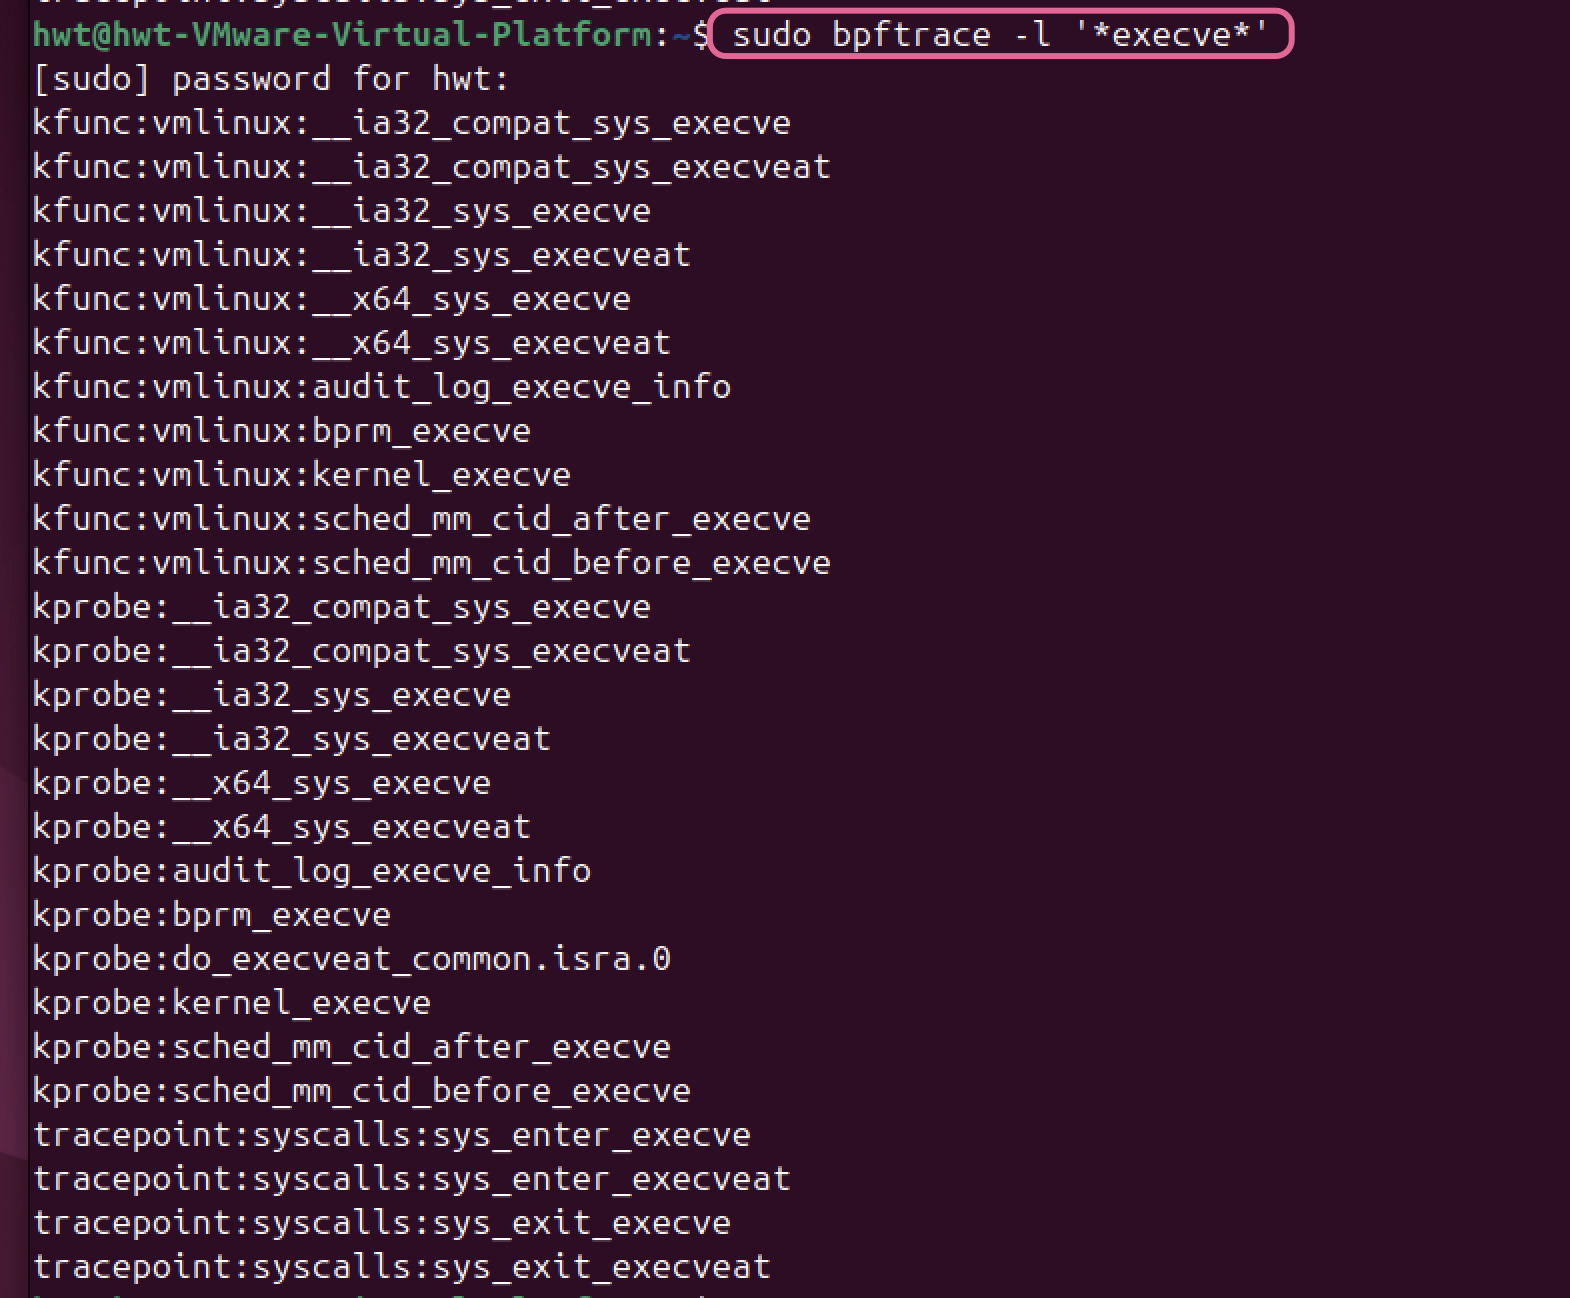 hwt@hwt-VMware-Virtual-Platform:~$ sudo bpftrace -l '*execve*'
[sudo] password for hwt:
kfunc:vmlinux:__ia32_compat_sys_execve
kfunc:vmlinux:__ia32_compat_sys_execveat
kfunc:vmlinux:__ia32_sys_execve
kfunc:vmlinux:__ia32_sys_execveat
kfunc:vmlinux:__x64_sys_execve
kfunc:vmlinux:__x64_sys_execveat
kfunc:vmlinux:audit_log_execve_info
kfunc:vmlinux:bprm_execve
kfunc:vmlinux:kernel_execve
kfunc:vmlinux:sched_mm_cid_after_execve
kfunc:vmlinux:sched_mm_cid_before_execve
kprobe:__ia32_compat_sys_execve
kprobe:__ia32_compat_sys_execveat
kprobe:__ia32_sys_execve
kprobe:__ia32_sys_execveat
kprobe:__x64_sys_execve
kprobe:__x64_sys_execveat
kprobe:audit_log_execve_info
kprobe:bprm_execve
kprobe:do_execveat_common.isra.0
kprobe:kernel_execve
kprobe:sched_mm_cid_after_execve
kprobe:sched_mm_cid_before_execve
tracepoint:syscalls:sys_enter_execve
tracepoint:syscalls:sys_enter_execveat
tracepoint:syscalls:sys_exit_execve
tracepoint:syscalls:sys_exit_execveat